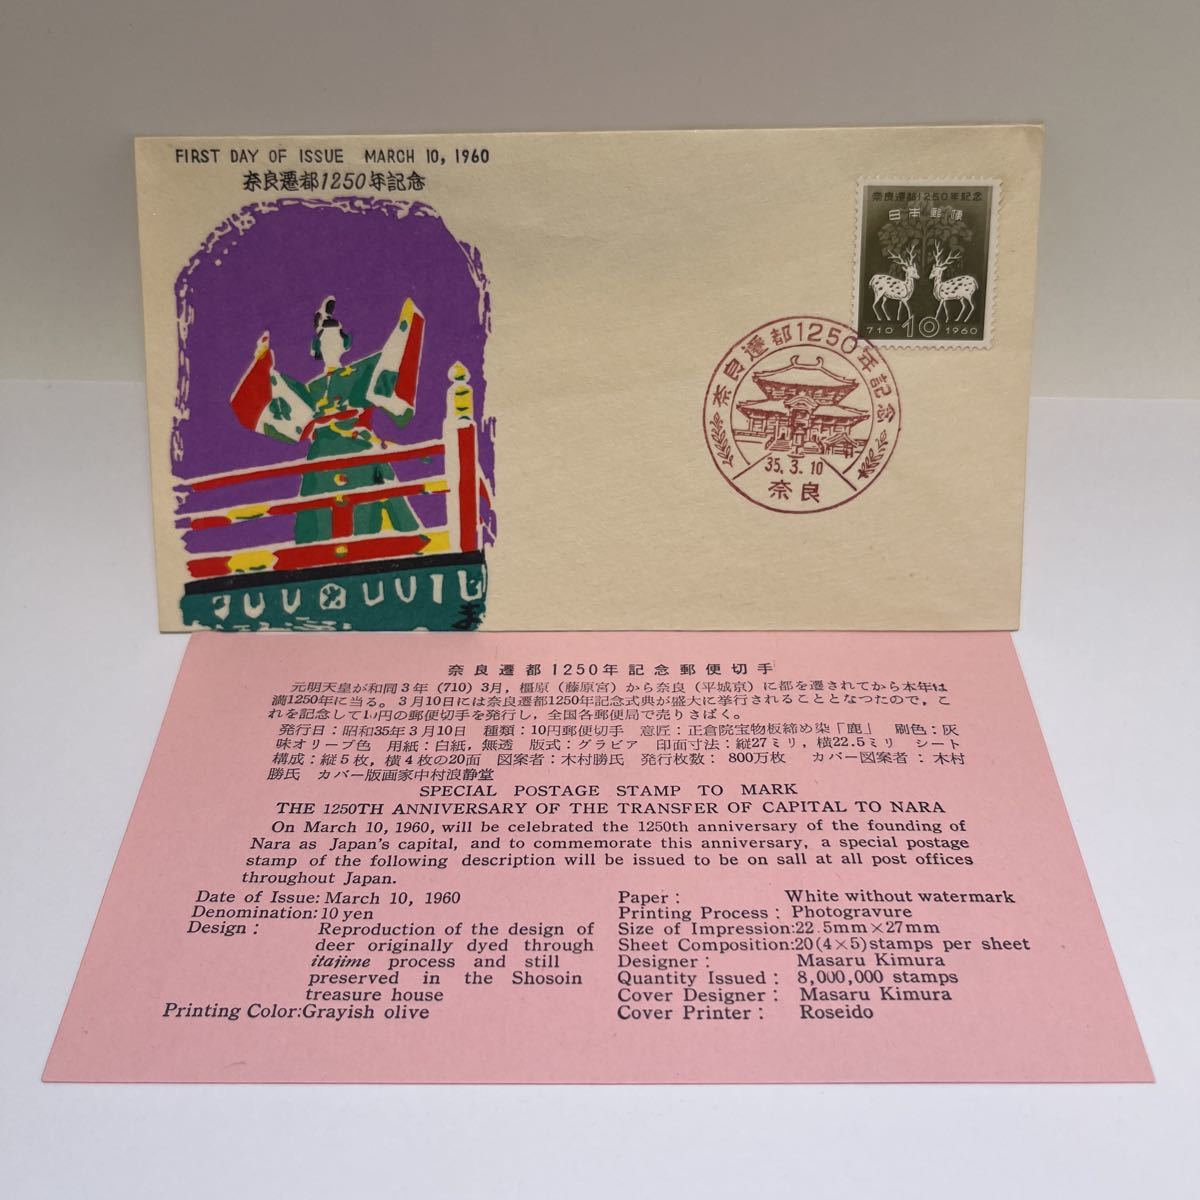 FIRST DAY OF ISSUE MARCH 10, 1960
奈良遷都1250年記念
奈良遷都1250年記念
日本郵便
710 10 1960
奈良遷都1250年記念
35.3.10
奈良
奈良遷都1250年記念郵便切手
元明天皇が和同3年(710)3月,橿原(藤原宮)から奈良(平城京)に都を遷されてから本年は
満1250年に当る。3月10日には奈良遷都1250年記念式典が盛大に挙行されることとなつたので,こ
れを記念して10円の郵便切手を発行し,全国各郵便局で売りさばく。
発行日:昭和35年3月10日 種類:10円郵便切手 意匠:正倉院宝物板締め染「鹿」 刷色:灰
味オリーブ色 用紙:白紙,無透 版式:グラビア 印面寸法:縦27ミリ,横22.5ミリ シート
構成:縦5枚,横4枚の20面 図案者:木村勝氏 発行枚数:800万枚 カバー図案者:木村
勝氏 カバー版画家中村浪静堂
SPECIAL POSTAGE STAMP TO MARK
THE 1250TH ANNIVERSARY OF THE TRANSFER OF CAPITAL TO NARA
On March 10, 1960, will be celebrated the 1250th anniversary of the founding of
Nara as Japan's capital, and to commemorate this anniversary, a special postage
stamp of the following description will be issued to be on sall at all post offices
throughout Japan.
Date of Issue: March 10, 1960
Denomination: 10 yen
Design: Reproduction of the design of
deer originally dyed through
itajime process and still
preserved in the Shosoin
treasure house
Printing Color: Grayish olive
Paper: White without watermark
Printing Process: Photogravure
Size of Impression: 22.5mm×27mm
Sheet Composition: 20(4×5) stamps per sheet
Designer: Masaru Kimura
Quantity Issued: 8,000,000 stamps
Cover Designer: Masaru Kimura
Cover Printer: Roseido